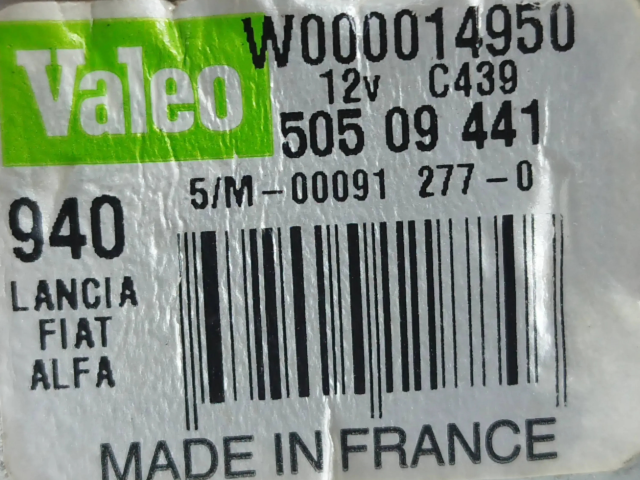 Valeo
W000014950
12v C439
505 09 441
5/M-00091 277-0
940
LANCIA
FIAT
ALFA
MADE IN FRANCE